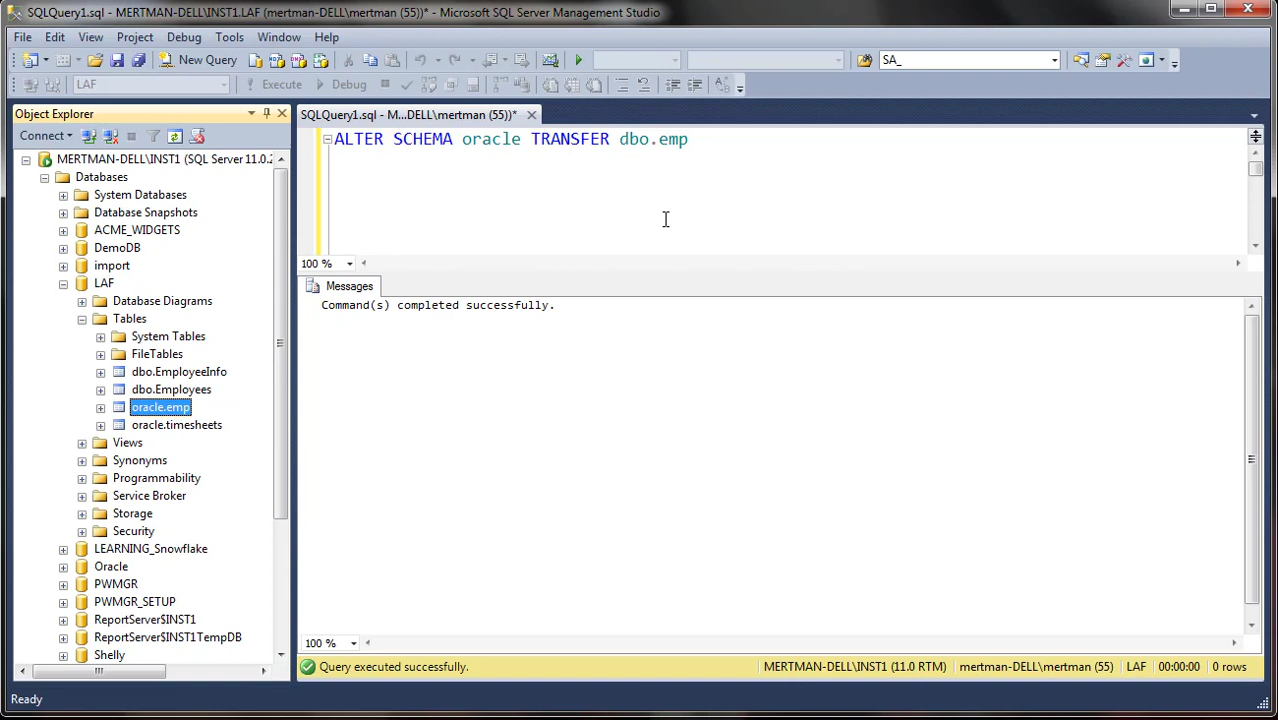 SQLQuery1.sql - MERTMAN-DELL\INST1.LAF (mertman-DELL\mertman (55))* - Microsoft SQL Server Management Studio
File Edit View Project Debug Tools Window Help
New Query SA_
LAF Execute Debug
Object Explorer
SQLQuery1.sql - M...DELL\mertman (55))*
Connect
ALTER SCHEMA oracle TRANSFER dbo.emp
MERTMAN-DELL\INST1 (SQL Server 11.0.2
Databases
System Databases
Database Snapshots
ACME_WIDGETS
DemoDB
import
LAF
Database Diagrams
Tables
System Tables
FileTables
dbo.EmployeeInfo
dbo.Employees
oracle.emp
oracle.timesheets
Views
Synonyms
Programmability
Service Broker
Storage
Security
LEARNING_Snowflake
Oracle
PWMGR
PWMGR_SETUP
ReportServer$INST1
ReportServer$INST1TempDB
Shelly
100 %
Messages
Command(s) completed successfully.
100 %
Query executed successfully. MERTMAN-DELL\INST1 (11.0 RTM) mertman-DELL\mertman (55) LAF 00:00:00 0 rows
Ready